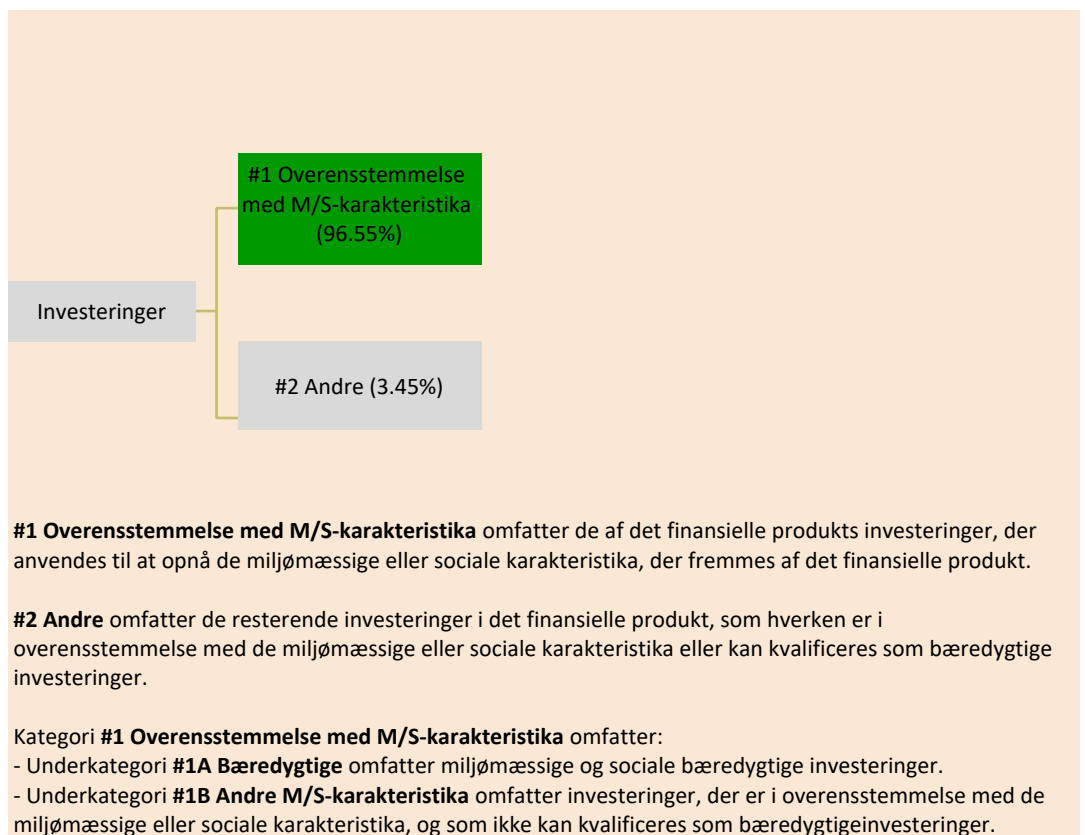 #1 Overensstemmelse
med M/S-karakteristika
(96.55%)
Investeringer
#2 Andre (3.45%)
#1 Overensstemmelse med M/S-karakteristika omfatter de af det finansielle produkts investeringer, der
anvendes til at opnå de miljømæssige eller sociale karakteristika, der fremmes af det finansielle produkt.
#2 Andre omfatter de resterende investeringer i det finansielle produkt, som hverken er i
overensstemmelse med de miljømæssige eller sociale karakteristika eller kan kvalificeres som bæredygtige
investeringer.
Kategori #1 Overensstemmelse med M/S-karakteristika omfatter:
- Underkategori #1A Bæredygtige omfatter miljømæssige og sociale bæredygtige investeringer.
- Underkategori #1B Andre M/S-karakteristika omfatter investeringer, der er i overensstemmelse med de
miljømæssige eller sociale karakteristika, og som ikke kan kvalificeres som bæredygtigeinvesteringer.